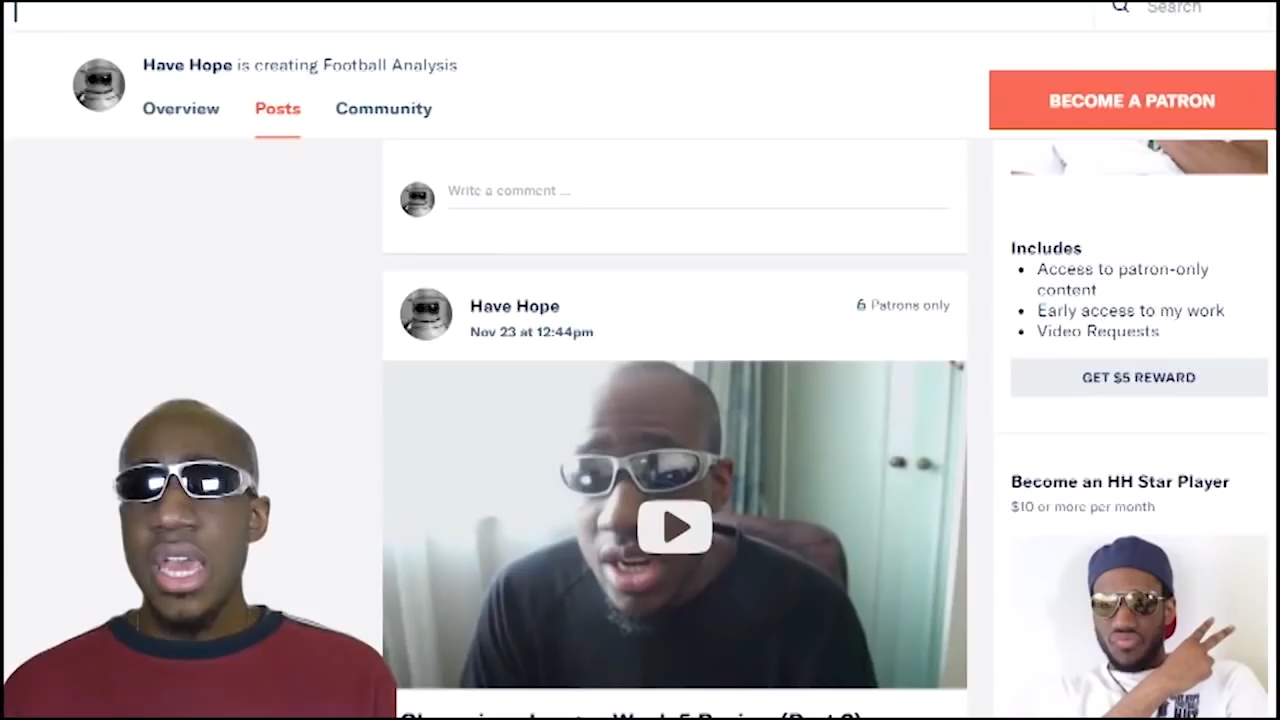 Search
Have Hope is creating Football Analysis
Overview Posts Community
BECOME A PATRON
Write a comment ...
Includes
• Access to patron-only
content
• Early access to my work
• Video Requests
GET $5 REWARD
Have Hope
6 Patrons only
Nov 23 at 12:44pm
Become an HH Star Player
$10 or more per month